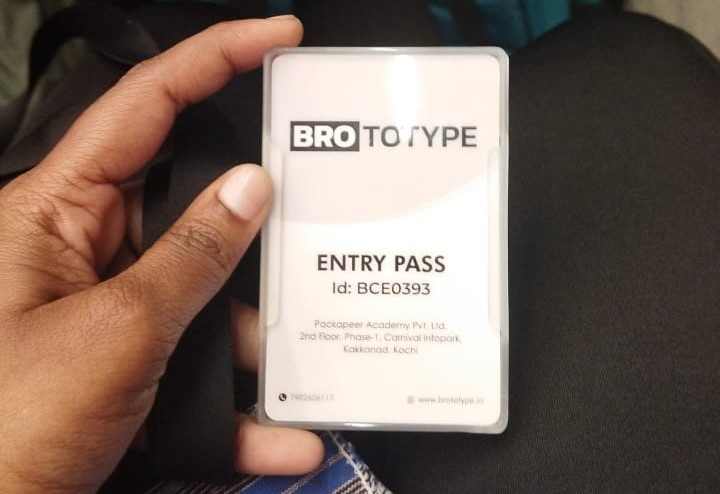 BROTOTYPE
ENTRY PASS
Id: BCE0393
Packapeer Academy Pvt. Ltd.
2nd Floor, Phase-1, Carnival Infopark,
Kakkanad, Kochi
7902606117 www.brototype.in